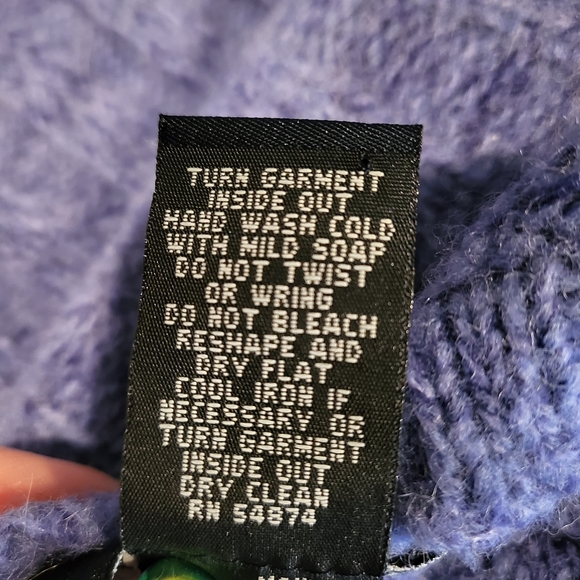 TURN GARMENT
INSIDE OUT
HAND WASH COLD
WITH MILD SOAP
DO NOT TWIST
OR WRING
DO NOT BLEACH
RESHAPE AND
DRY FLAT
COOL IRON IF
NECESSARY OR
TURN GARMENT
INSIDE OUT
DRY CLEAN
RN 54874